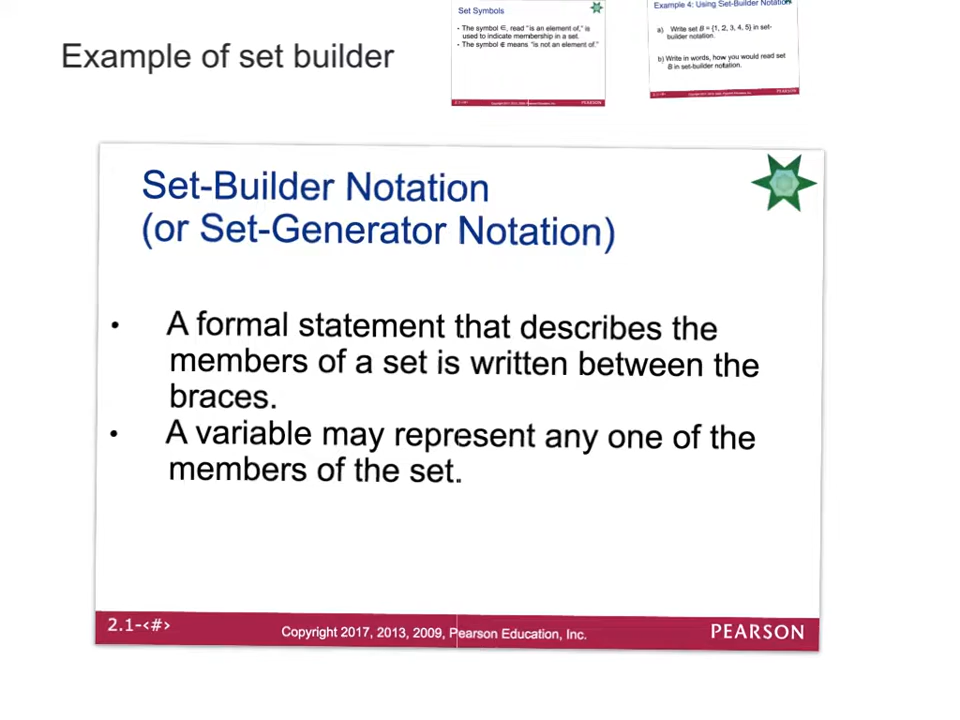 Example of set builder
Set Symbols
• The symbol ∈, read "is an element of," is
used to indicate membership in a set.
• The symbol ∈ means "is not an element of."
2.1-<#>
PEARSON
Example 4: Using Set-Builder Notation
a) Write set B = {1, 2, 3, 4, 5} in set-
builder notation.
b) Write in words, how you would read set
B in set-builder notation.
PEARSON
Set-Builder Notation
(or Set-Generator Notation)
• A formal statement that describes the
members of a set is written between the
braces.
• A variable may represent any one of the
members of the set.
2.1-<#>
Copyright 2017, 2013, 2009, Pearson Education, Inc.
PEARSON